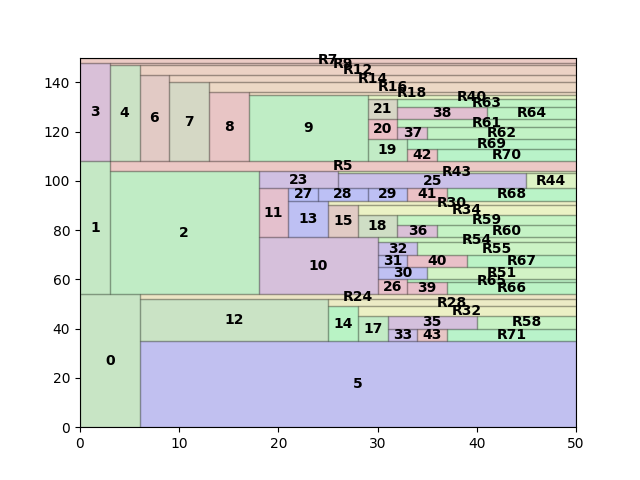 R7
R9
R12
R14
R16
R18
R40
140
3 4 6 7 8 9 21 R63
38 R64
120
20 R61
37 R62
19 R69
42 R70
R5
100
23 R43
25 R44
27 28 29 41 R68
R30
11 13 15 R34
80
1 2 18 R59
36 R60
10 R54
32 R55
31 40 R67
60
30 R51
26 R65
39 R66
R24
R28
R32
40
12 14 17 35 R58
33 43 R71
0
20
5
0
0 10 20 30 40 50